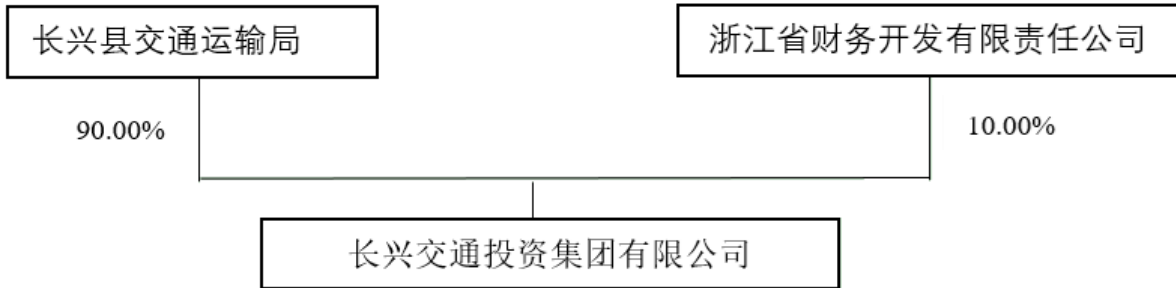 长兴县交通运输局
浙江省财务开发有限责任公司
90.00%
10.00%
长兴交通投资集团有限公司